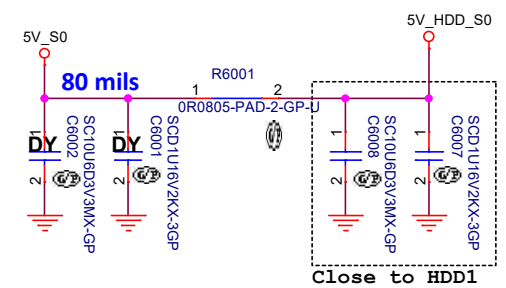 5V_S0
5V_HDD_S0
80 mils
R6001
1
2
0R0805-PAD-2-GP-U
DY
1
2
C6002
SC10U6D3V3MX-GP
G/P
DY
1
2
C6001
SCD1U16V2KX-3GP
G/P
G/P
1
2
C6008
SC10U6D3V3MX-GP
G/P
1
2
C6007
SCD1U16V2KX-3GP
G/P
Close to HDD1